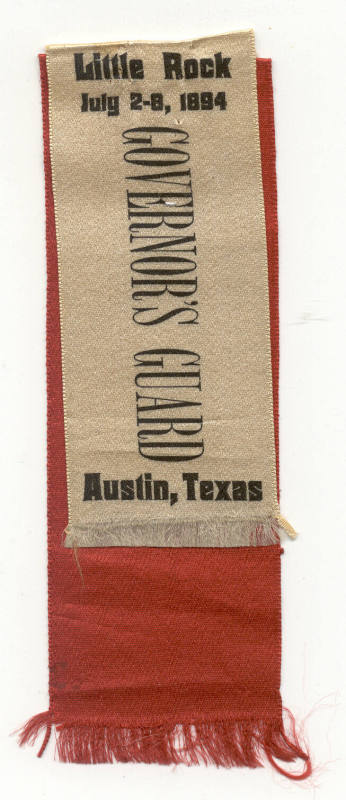 Little Rock
July 2-8, 1894
GOVERNOR'S GUARD
Austin, Texas